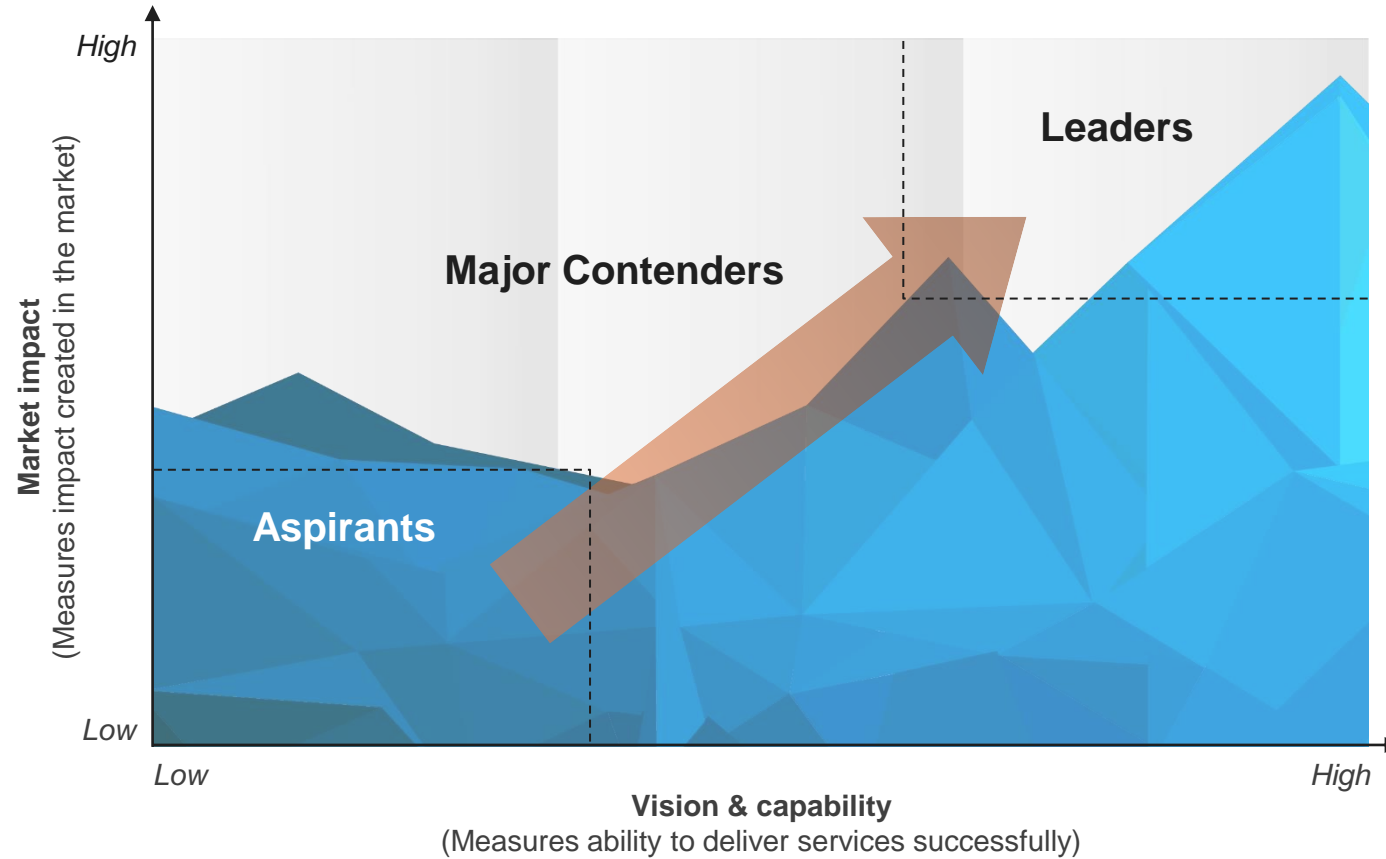 High
Leaders
Major Contenders
Market impact
(Measures impact created in the market)
Aspirants
Low
Low
High
Vision & capability
(Measures ability to deliver services successfully)